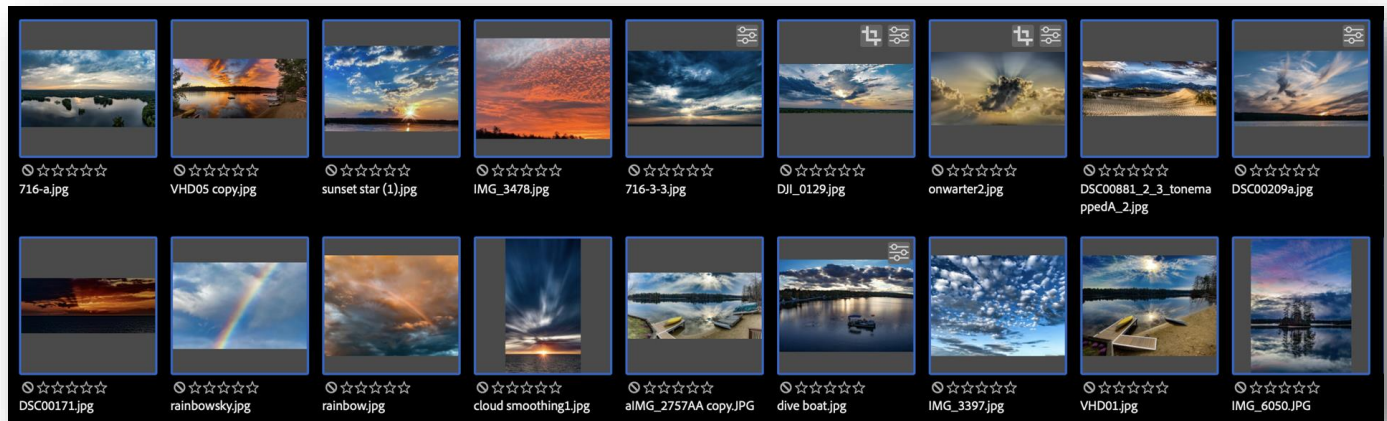 716-a.jpg
VHD05 copy.jpg
sunset star (1).jpg
IMG_3478.jpg
716-3-3.jpg
DJI_0129.jpg
onwarter2.jpg
DSC00881_2_3_tonema
ppedA_2.jpg
DSC00209a.jpg
DSC00171.jpg
rainbowsky.jpg
rainbow.jpg
cloud smoothing1.jpg
aIMG_2757AA copy.JPG
dive boat.jpg
IMG_3397.jpg
VHD01.jpg
IMG_6050.JPG